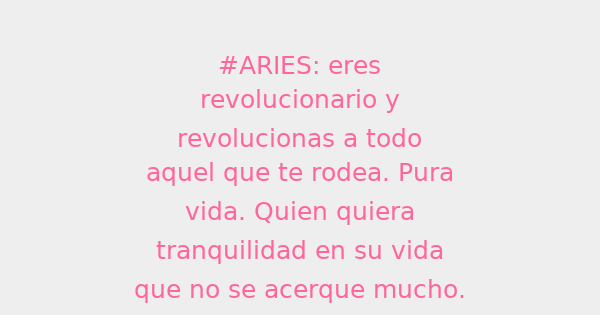 #ARIES: eres
revolucionario y
revolucionas a todo
aquel que te rodea. Pura
vida. Quien quiera
tranquilidad en su vida
que no se acerque mucho.